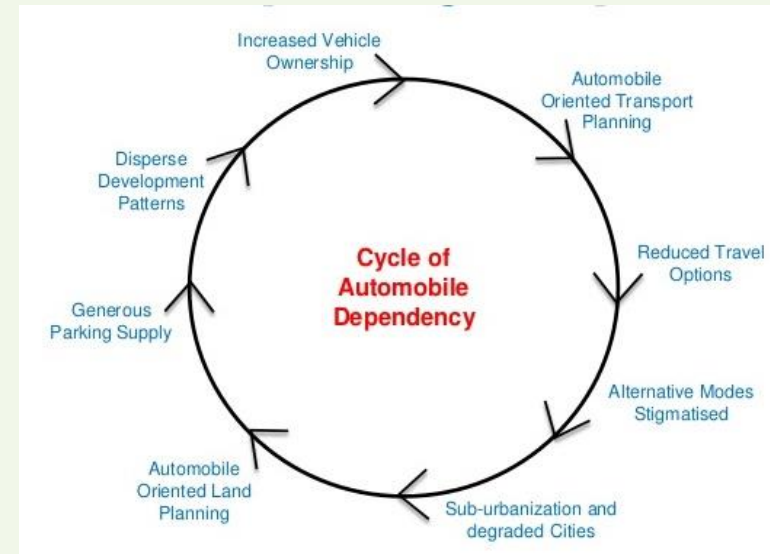 Increased Vehicle
Ownership
Automobile
Oriented Transport
Planning
Reduced Travel
Options
Alternative Modes
Stigmatised
Sub-urbanization and
degraded Cities
Automobile
Oriented Land
Planning
Generous
Parking Supply
Disperse
Development
Patterns
Cycle of
Automobile
Dependency